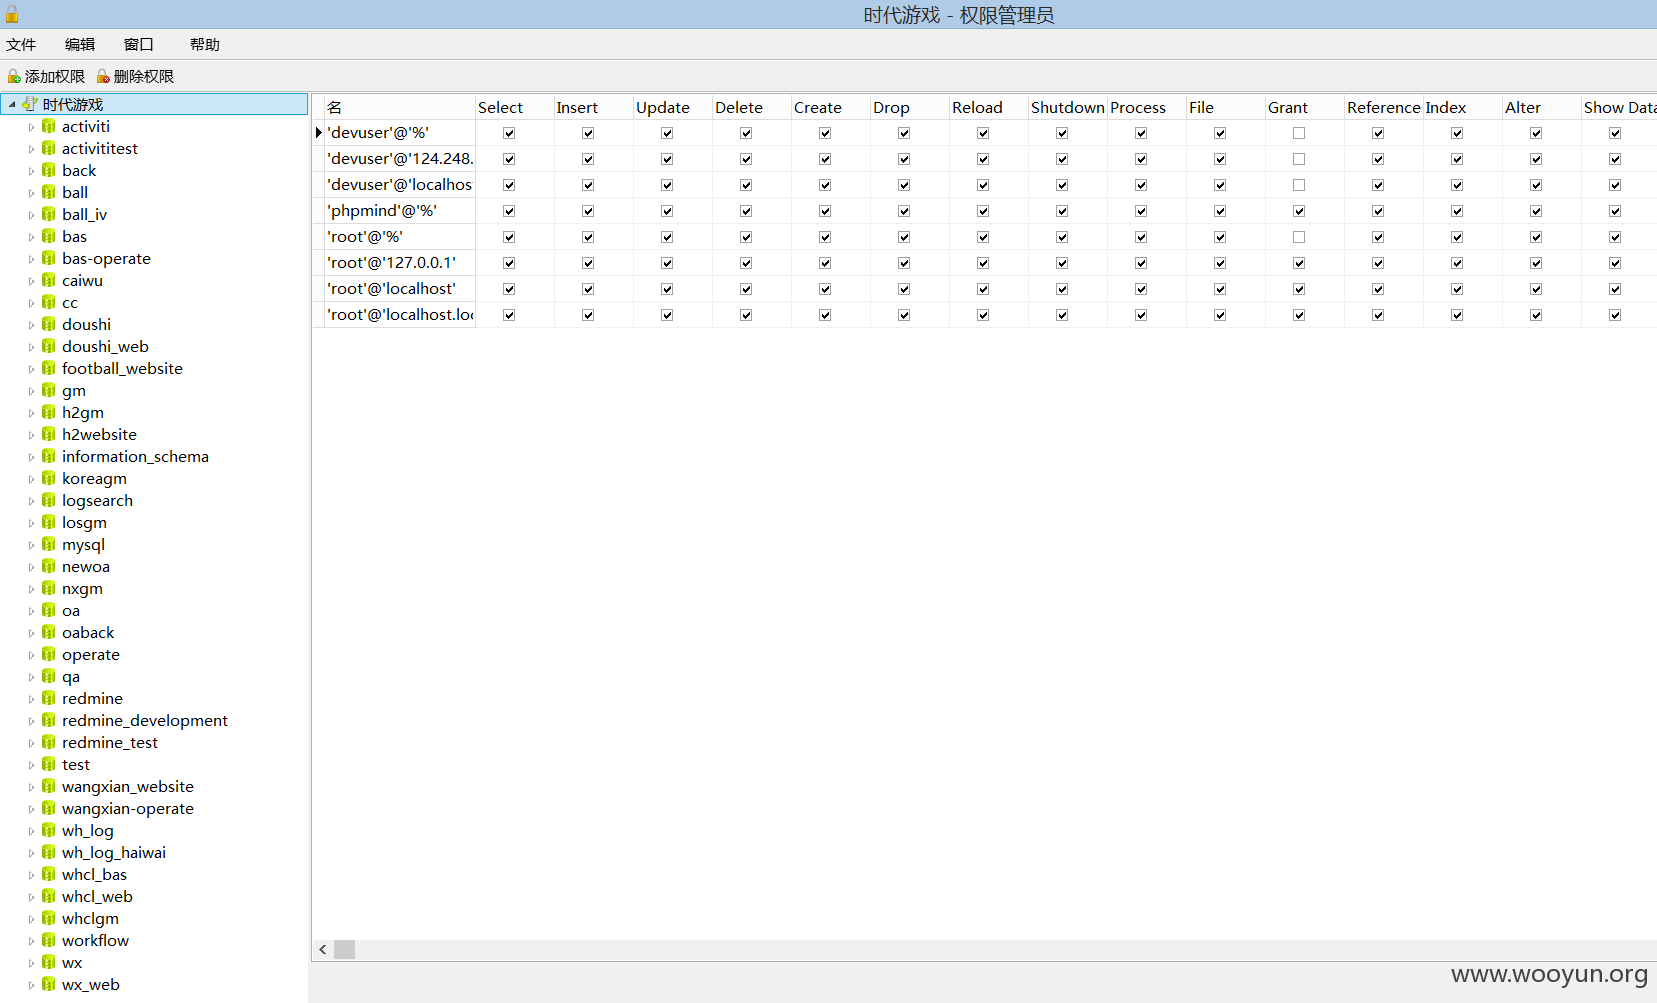 时代游戏 - 权限管理员
文件 编辑 窗口 帮助
添加权限 删除权限
时代游戏
activiti
activititest
back
ball
ball_iv
bas
bas-operate
caiwu
cc
doushi
doushi_web
football_website
gm
h2gm
h2website
information_schema
koreagm
logsearch
losgm
mysql
newoa
nxgm
oa
oaback
operate
qa
redmine
redmine_development
redmine_test
test
wangxian_website
wangxian-operate
wh_log
wh_log_haiwai
whcl_bas
whcl_web
whclgm
workflow
wx
wx_web
名 Select Insert Update Delete Create Drop Reload Shutdown Process File Grant Reference Index Alter Show Data
'devuser'@'%'
'devuser'@'124.248.
'devuser'@'localhos
'phpmind'@'%'
'root'@'%'
'root'@'127.0.0.1'
'root'@'localhost'
'root'@'localhost.loc
www.wooyun.org